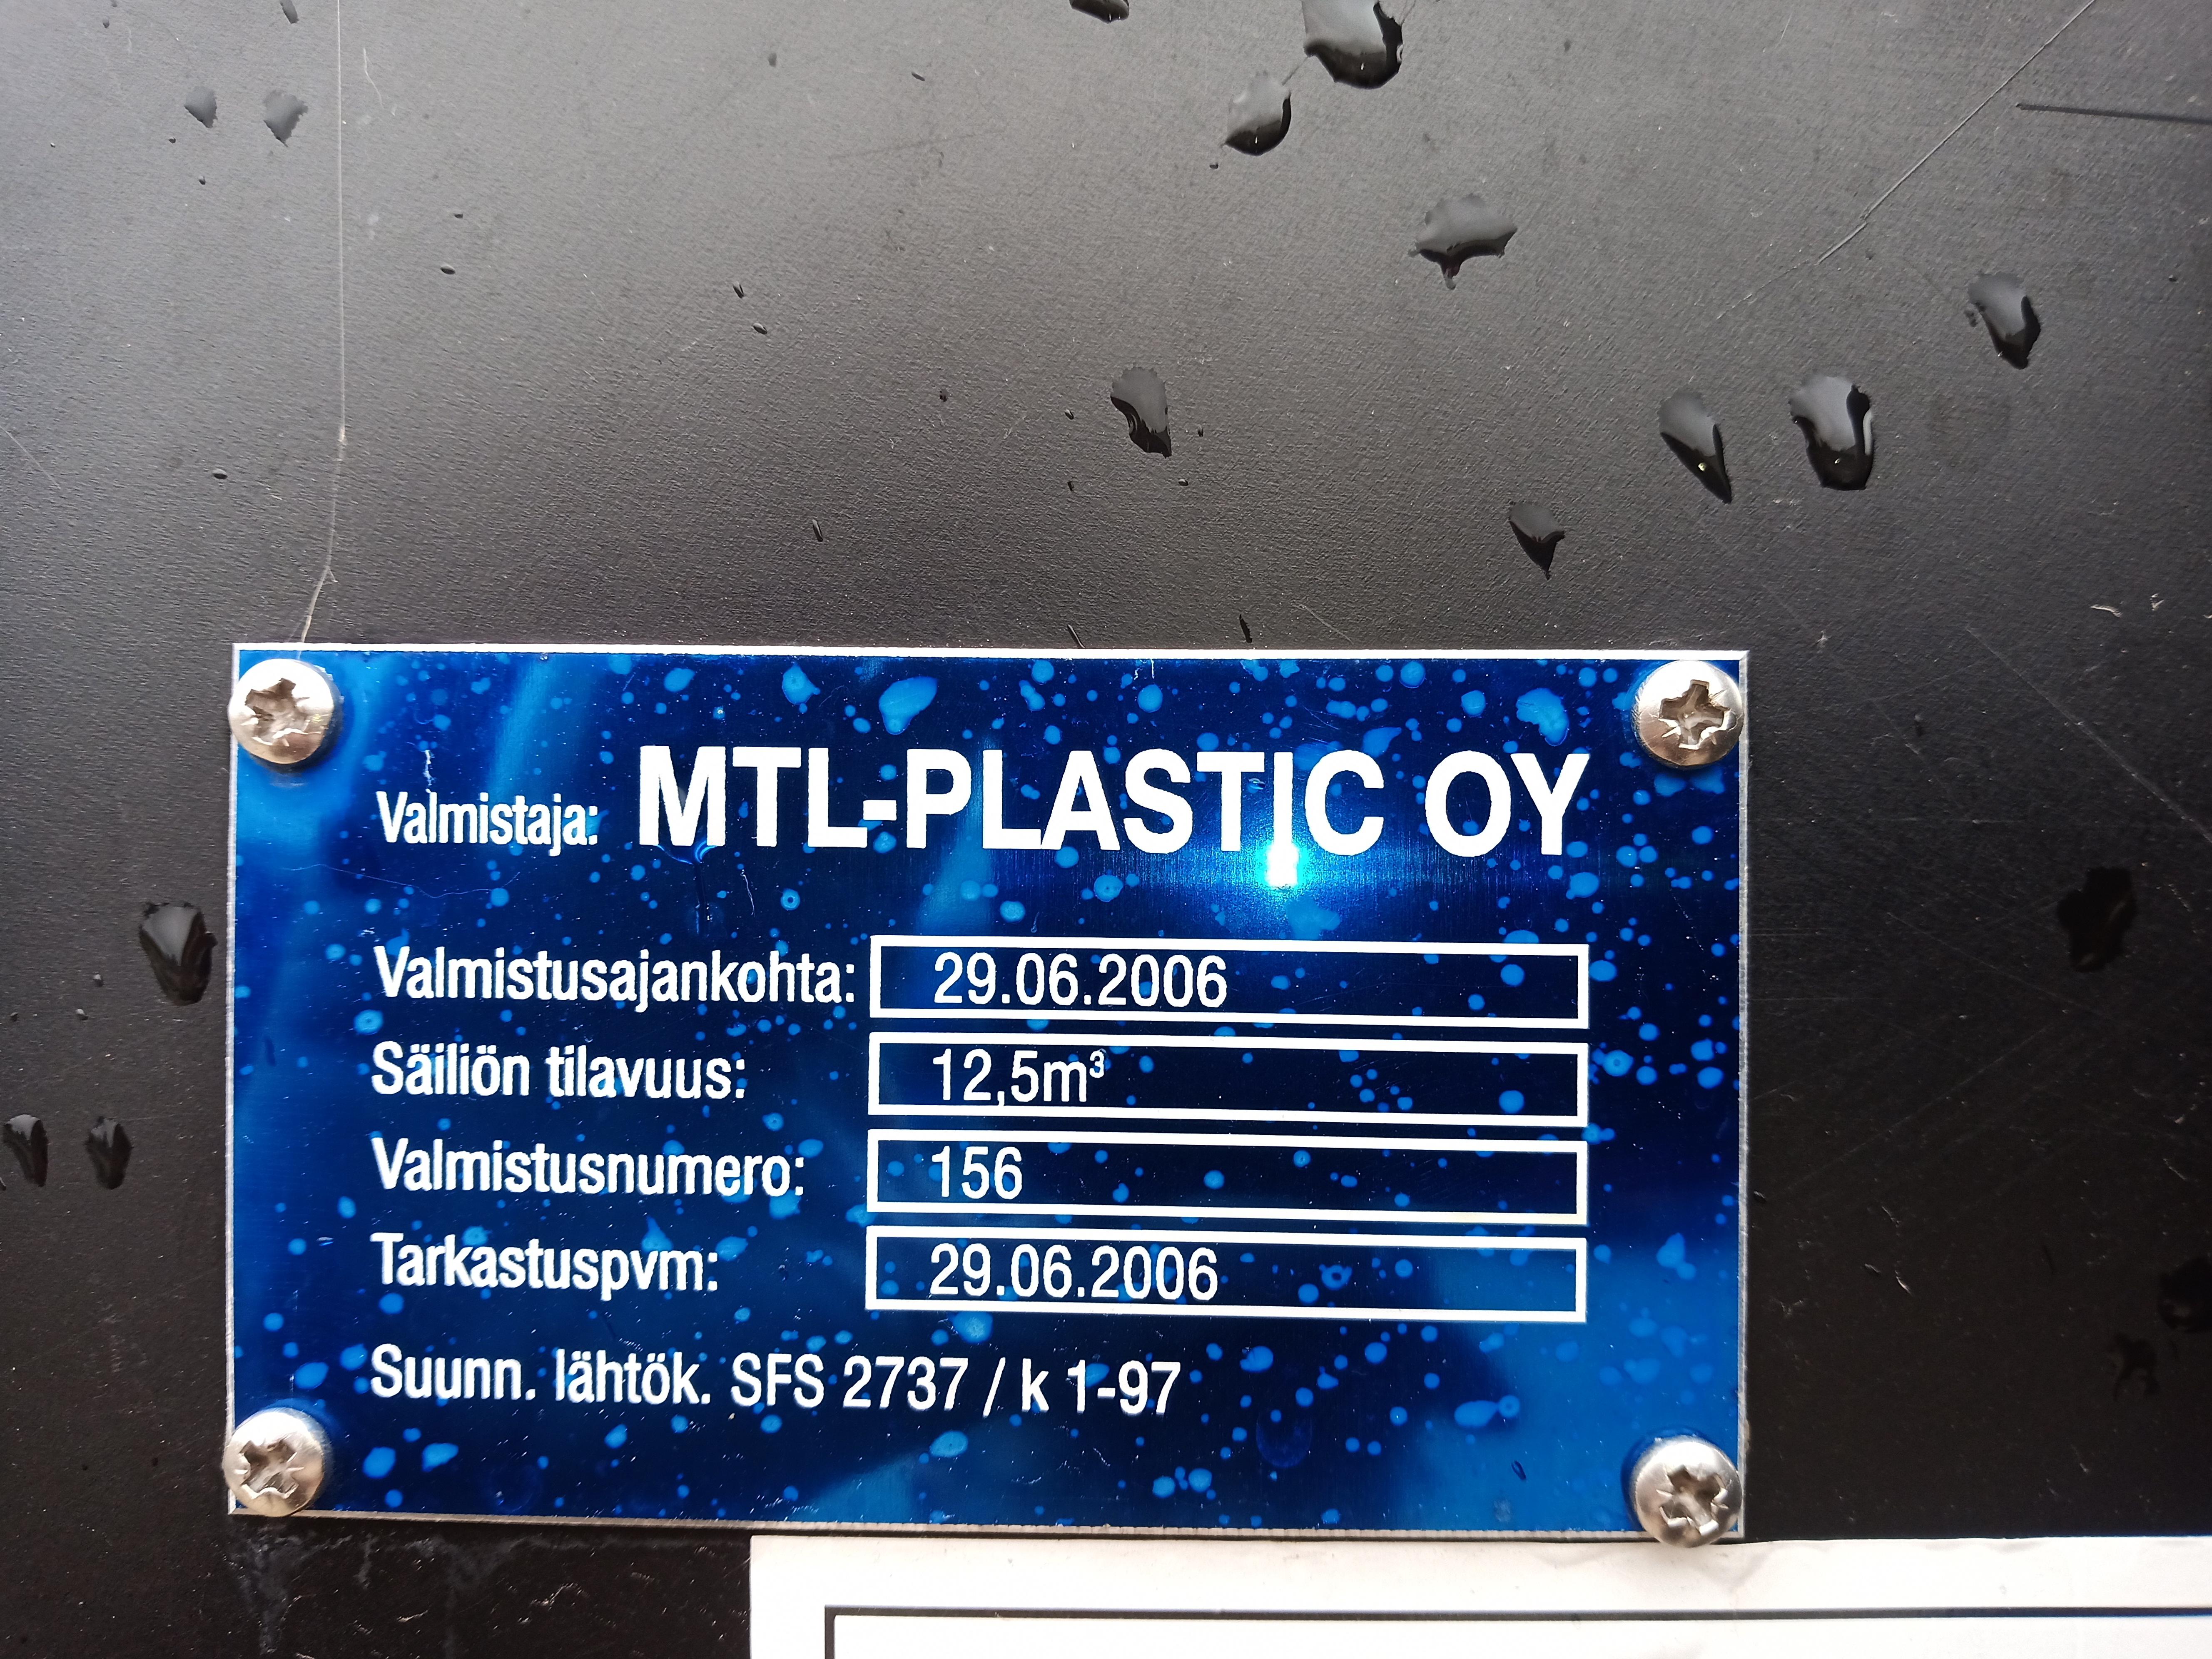 Valmistaja: MTL-PLASTIC OY
Valmistusajankohta: 29.06.2006
Säiliön tilavuus: 12,5m³
Valmistusnumero: 156
Tarkastuspvm: 29.06.2006
Suunn. lähtök. SFS 2737 / k 1-97